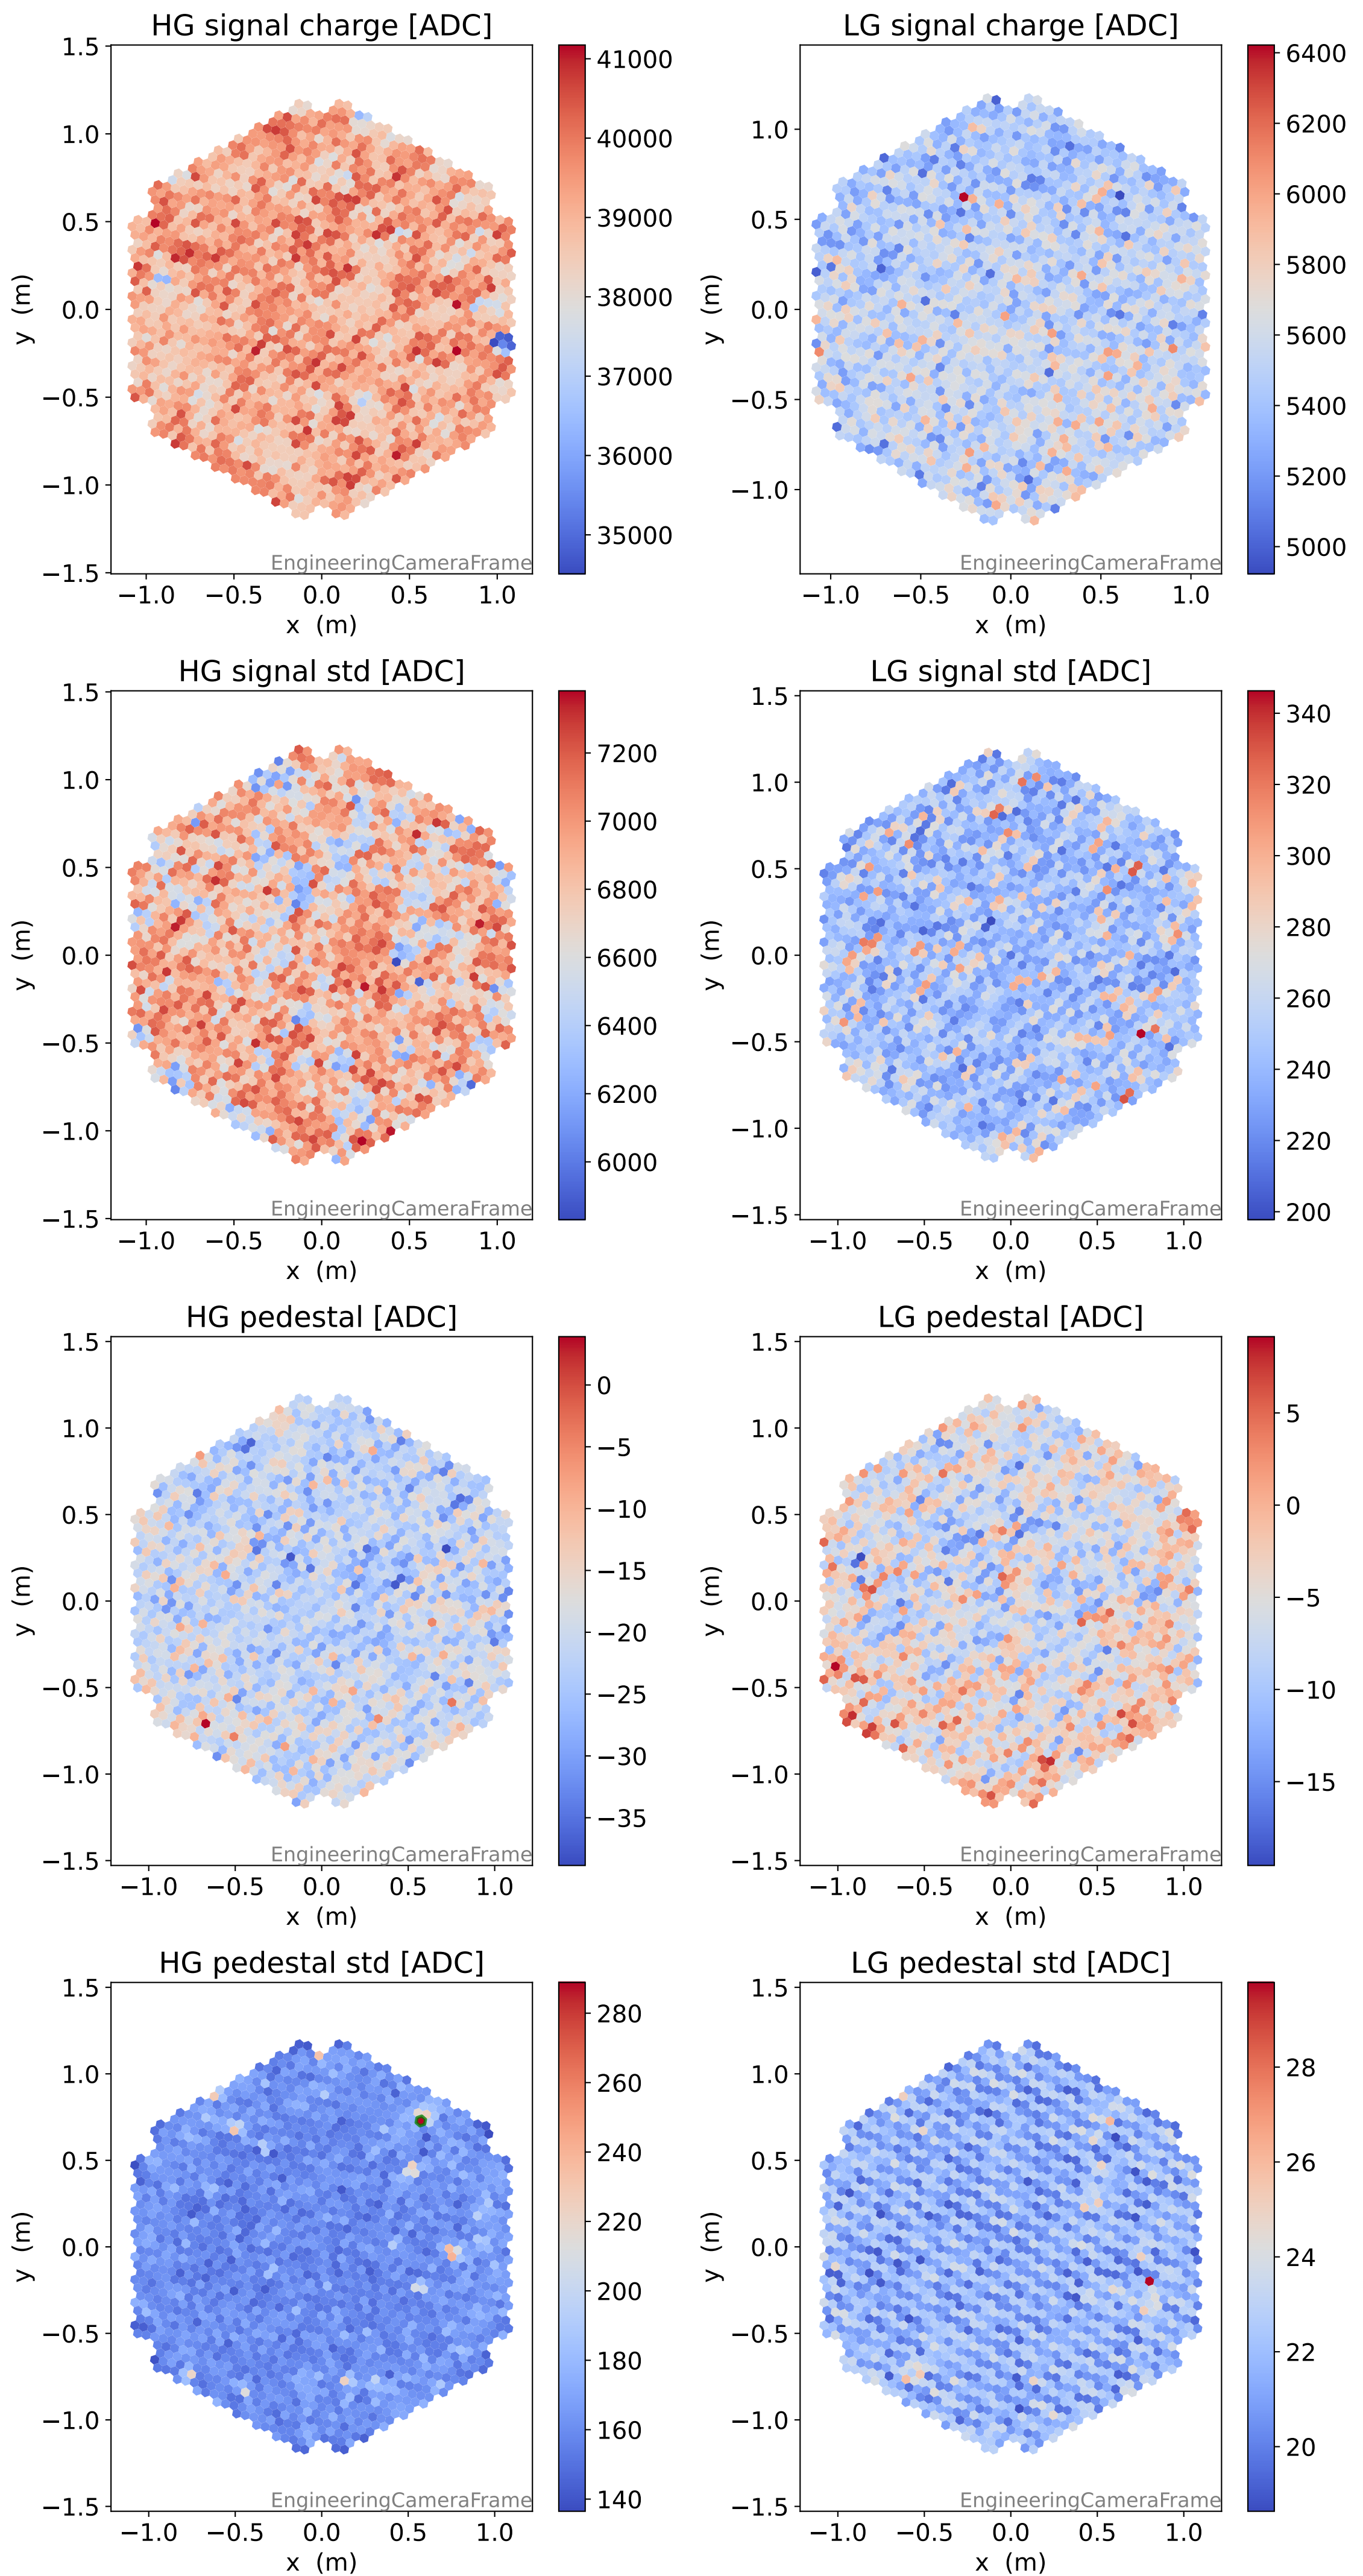 HG signal charge [ADC]
1.5
1.0
0.5
0.0
−0.5
−1.0
−1.5
y (m)
−1.0 −0.5 0.0 0.5 1.0
x (m)
EngineeringCameraFrame
41000
40000
39000
38000
37000
36000
35000
LG signal charge [ADC]
1.0
0.5
0.0
−0.5
−1.0
y (m)
−1.0 −0.5 0.0 0.5 1.0
x (m)
EngineeringCameraFrame
6400
6200
6000
5800
5600
5400
5200
5000
HG signal std [ADC]
1.5
1.0
0.5
0.0
−0.5
−1.0
−1.5
y (m)
−1.0 −0.5 0.0 0.5 1.0
x (m)
EngineeringCameraFrame
7200
7000
6800
6600
6400
6200
6000
LG signal std [ADC]
1.5
1.0
0.5
0.0
−0.5
−1.0
−1.5
y (m)
−1.0 −0.5 0.0 0.5 1.0
x (m)
EngineeringCameraFrame
340
320
300
280
260
240
220
200
HG pedestal [ADC]
1.5
1.0
0.5
0.0
−0.5
−1.0
−1.5
y (m)
−1.0 −0.5 0.0 0.5 1.0
x (m)
EngineeringCameraFrame
0
−5
−10
−15
−20
−25
−30
−35
LG pedestal [ADC]
1.5
1.0
0.5
0.0
−0.5
−1.0
−1.5
y (m)
−1.0 −0.5 0.0 0.5 1.0
x (m)
EngineeringCameraFrame
5
0
−5
−10
−15
HG pedestal std [ADC]
1.5
1.0
0.5
0.0
−0.5
−1.0
−1.5
y (m)
−1.0 −0.5 0.0 0.5 1.0
x (m)
EngineeringCameraFrame
280
260
240
220
200
180
160
140
LG pedestal std [ADC]
1.5
1.0
0.5
0.0
−0.5
−1.0
−1.5
y (m)
−1.0 −0.5 0.0 0.5 1.0
x (m)
EngineeringCameraFrame
28
26
24
22
20